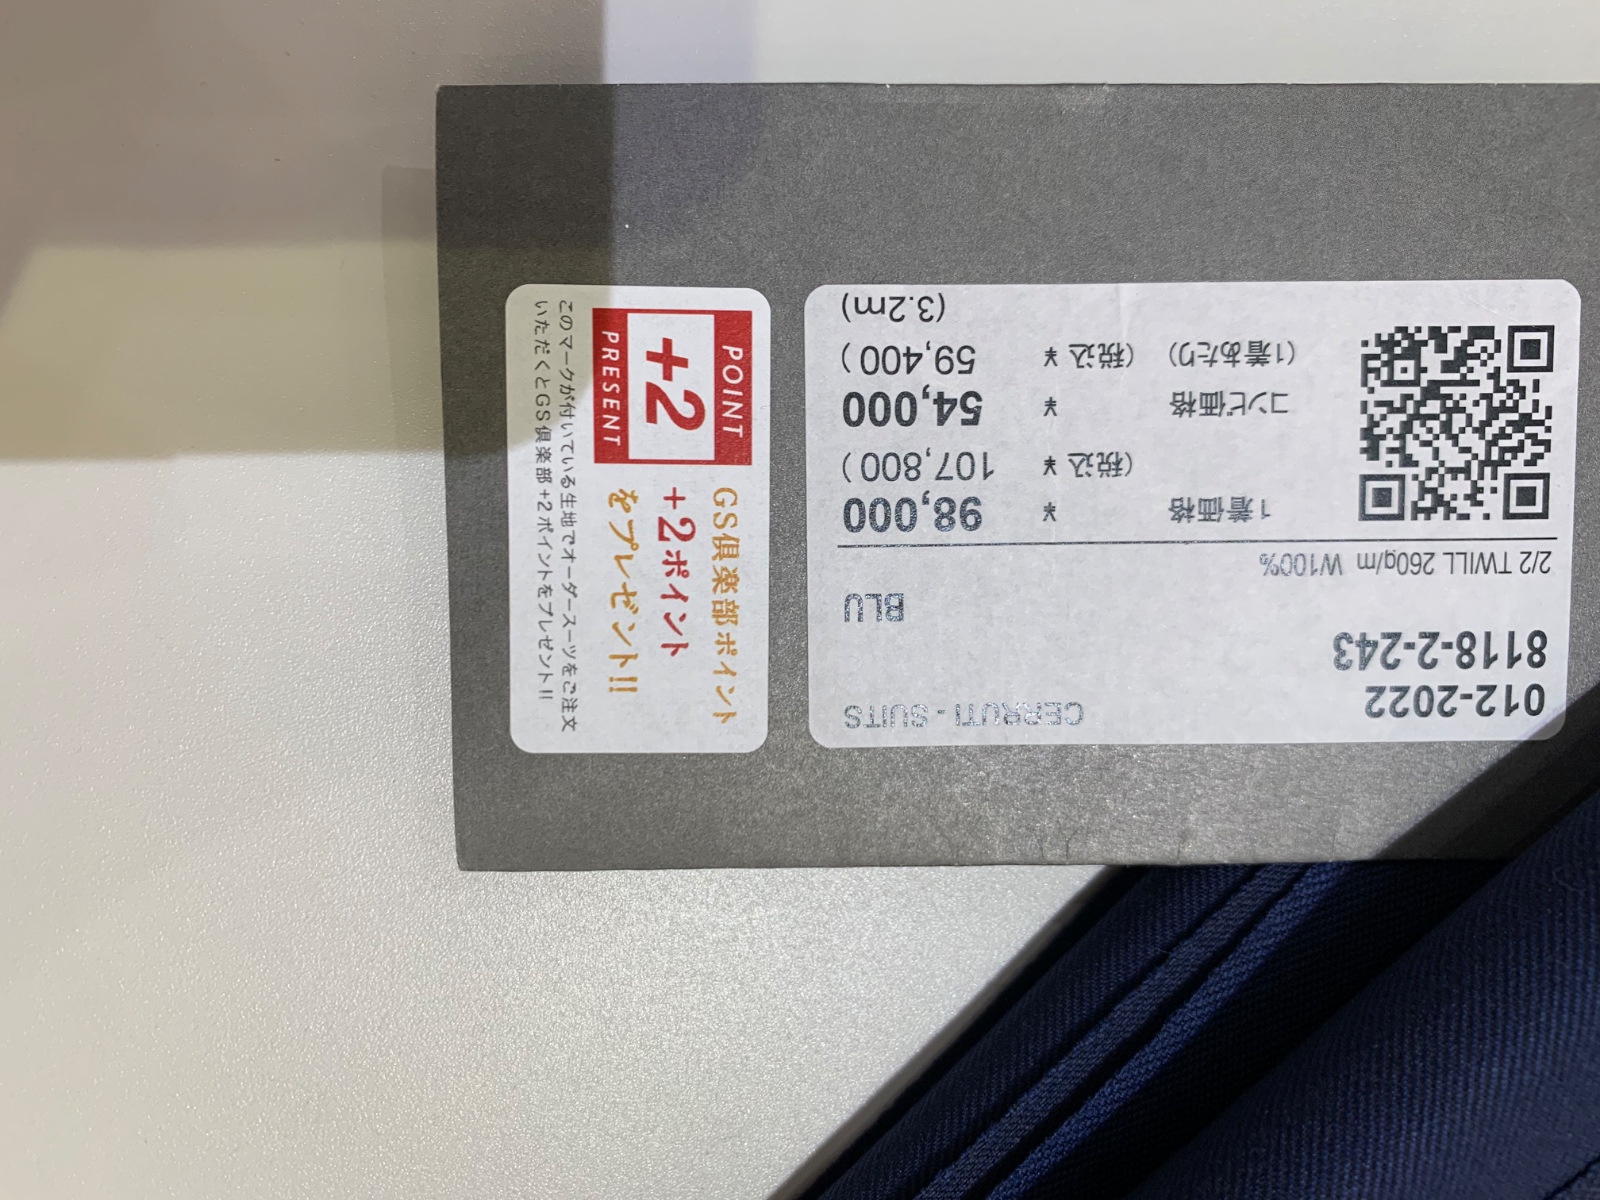 012-2022 CERRUTI - SUITS
8118-2-243
BLU
2/2 TWILL 260g/m W100%
1着価格 ¥ 98,000
(税込 ¥ 107,800)
コンビ価格 ¥ 54,000
(1着あたり) (税込 ¥ 59,400)
(3.2m)
POINT
+2
PRESENT
GS倶楽部ポイント
+2ポイント
をプレゼント!!
このマークが付いている生地でオーダースーツをご注文
いただくとGS倶楽部+2ポイントをプレゼント!!